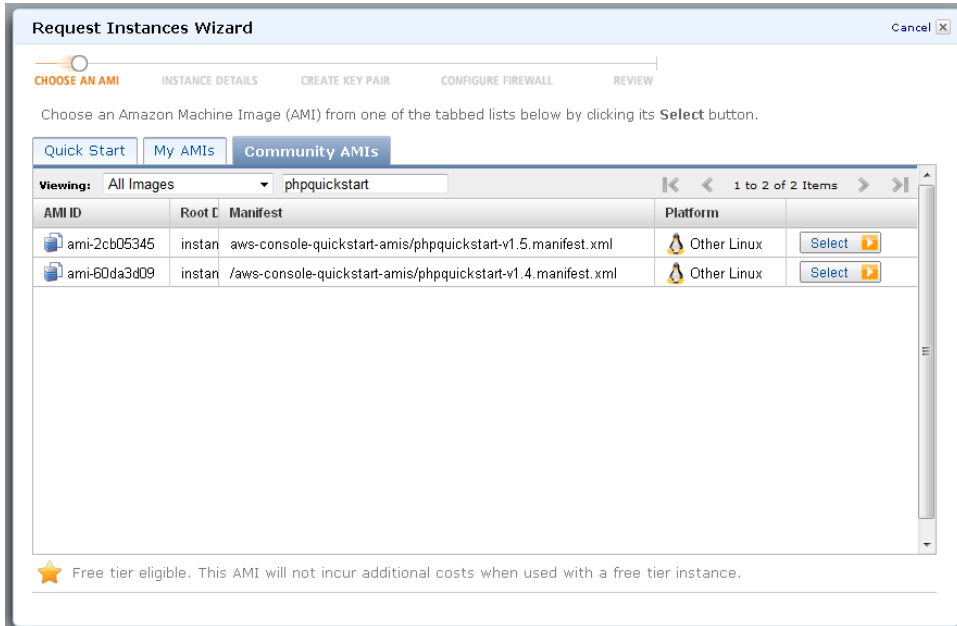 Request Instances Wizard
Cancel
CHOOSE AN AMI INSTANCE DETAILS CREATE KEY PAIR CONFIGURE FIREWALL REVIEW
Choose an Amazon Machine Image (AMI) from one of the tabbed lists below by clicking its Select button.
Quick Start My AMIs Community AMIs
Viewing: All Images phpquickstart 1 to 2 of 2 Items
AMI ID Root D Manifest Platform
ami-2cb05345 instan aws-console-quickstart-amis/phpquickstart-v1.5.manifest.xml Other Linux Select
ami-60da3d09 instan /aws-console-quickstart-amis/phpquickstart-v1.4.manifest.xml Other Linux Select
Free tier eligible. This AMI will not incur additional costs when used with a free tier instance.